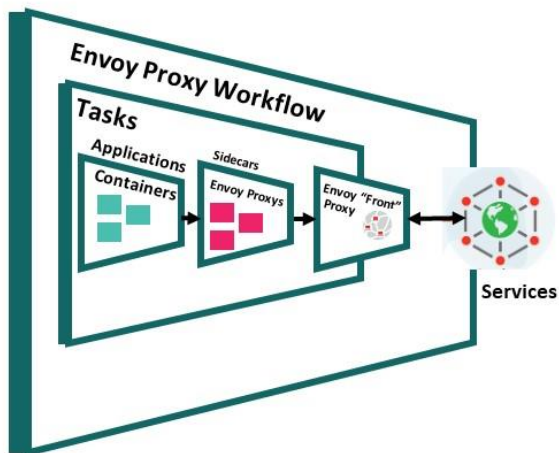 Envoy Proxy Workflow
Tasks
Applications
Containers
Sidecars
Envoy Proxys
Envoy "Front"
Proxy
Services